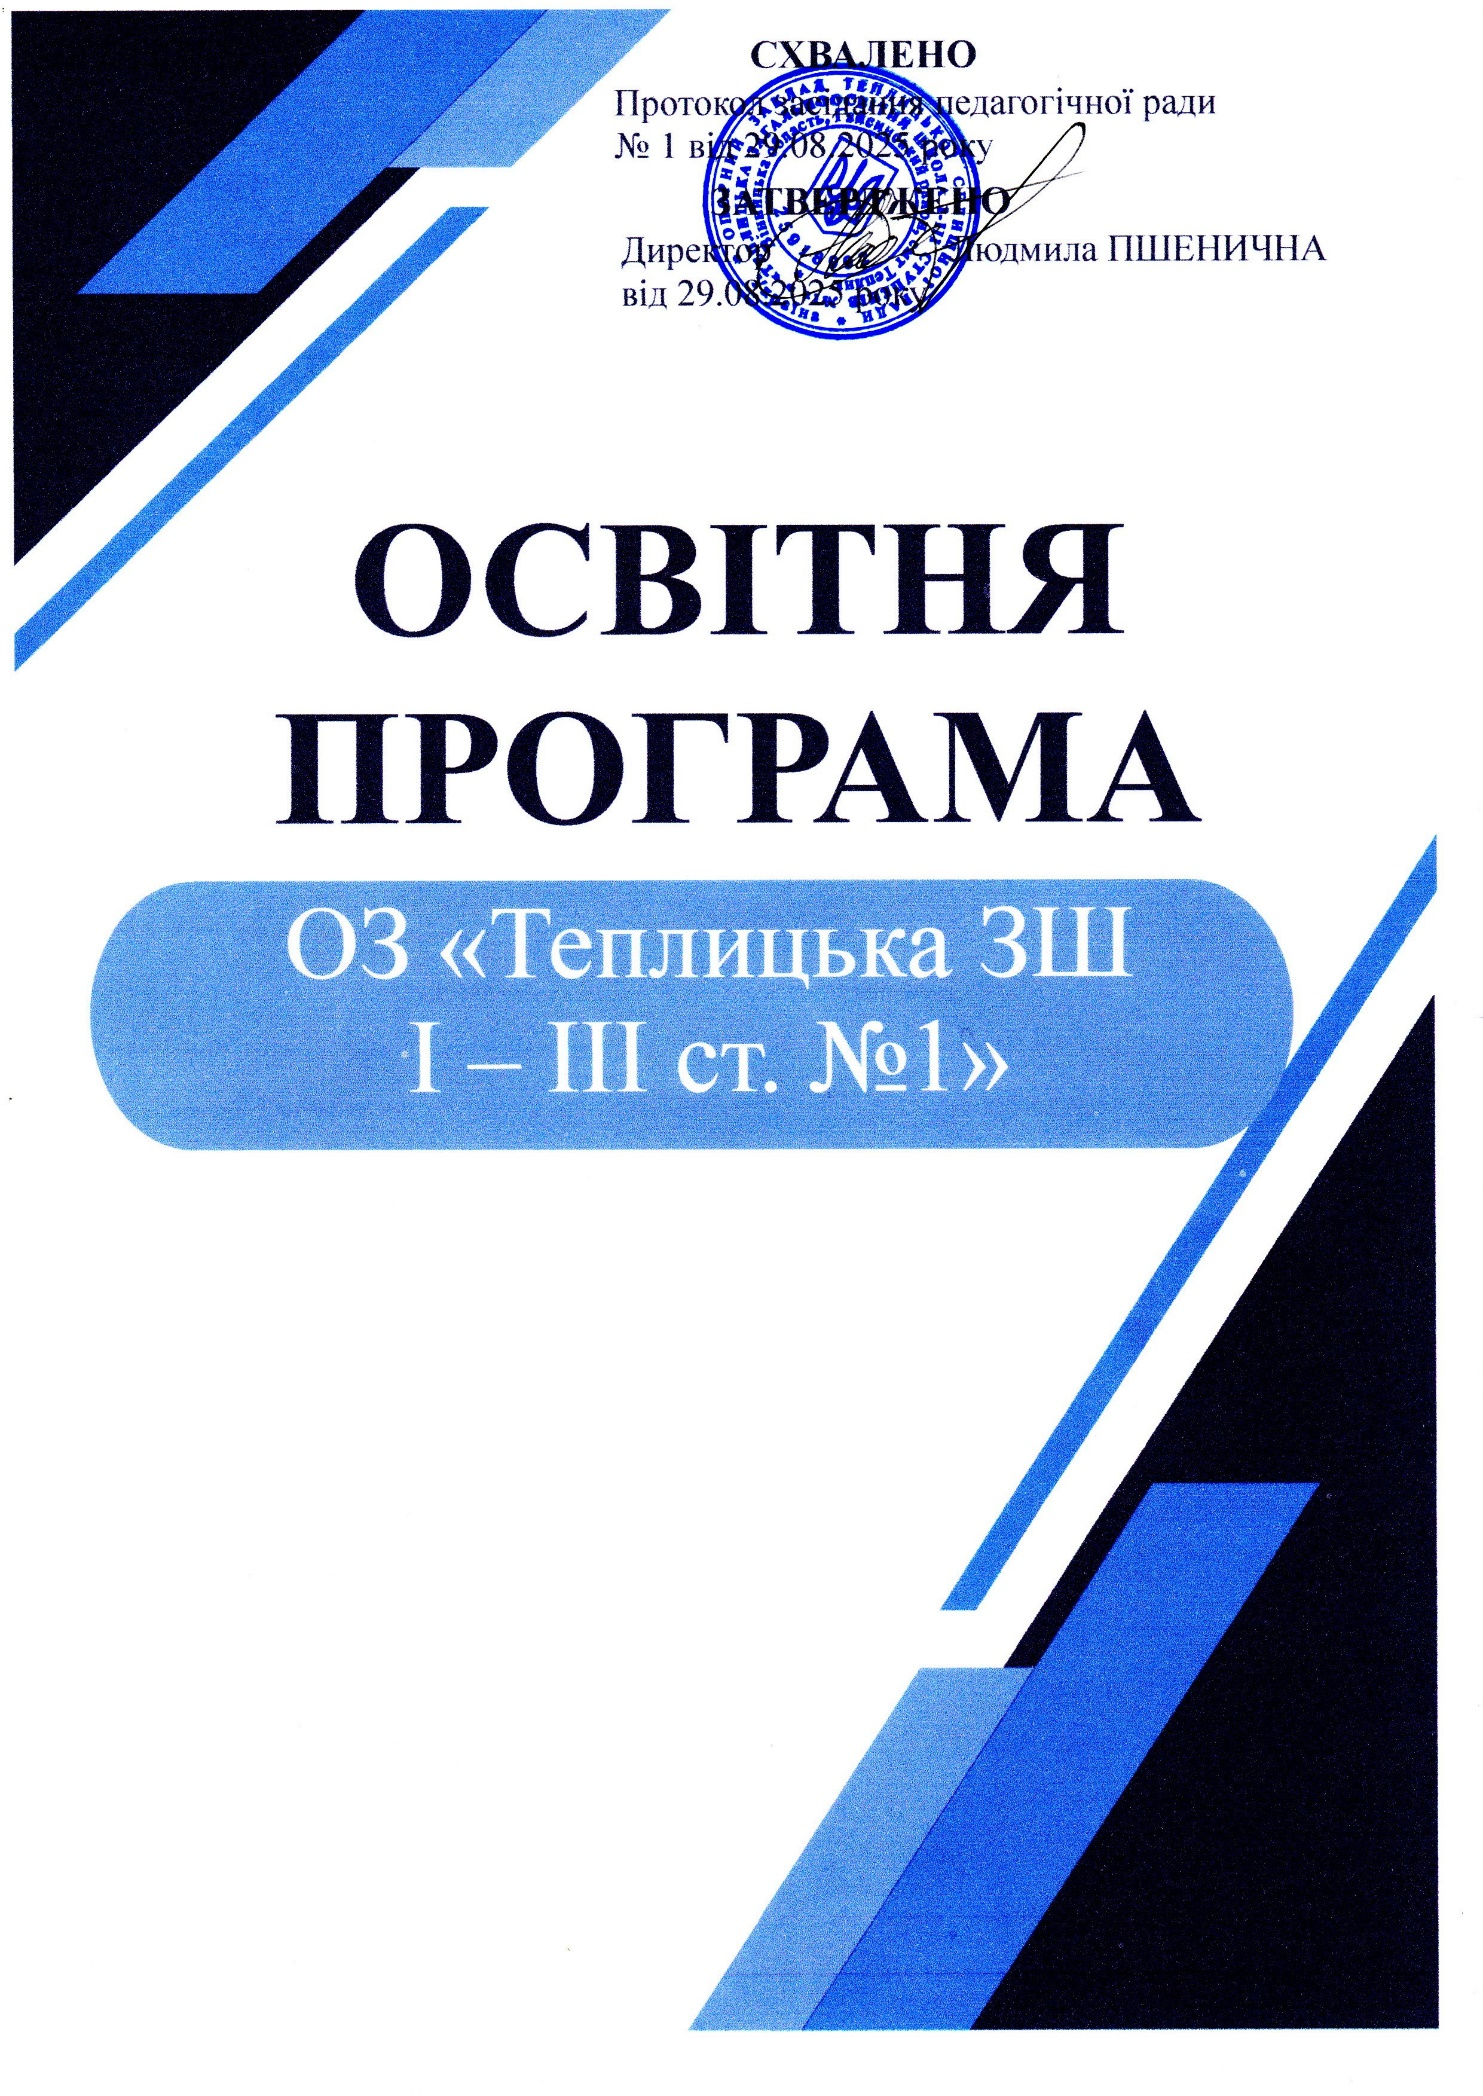 СХВАЛЕНО
Протокол засідання педагогічної ради
№ 1 від 29.08.2025 року
ЗАТВЕРДЖЕНО
Директор Людмила ПШЕНИЧНА
від 29.08.2025 року
ОСВІТНЯ
ПРОГРАМА
ОЗ «Теплицька ЗШ
І – ІІІ ст. №1»